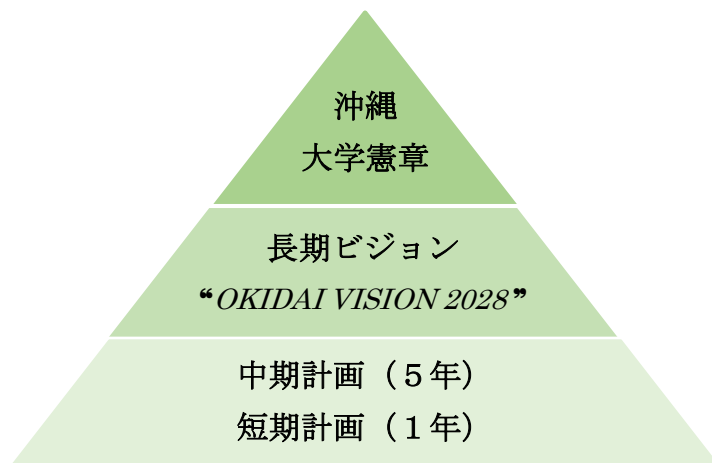 沖縄
大学憲章
長期ビジョン
❝OKIDAI VISION 2028❞
中期計画（５年）
短期計画（１年）